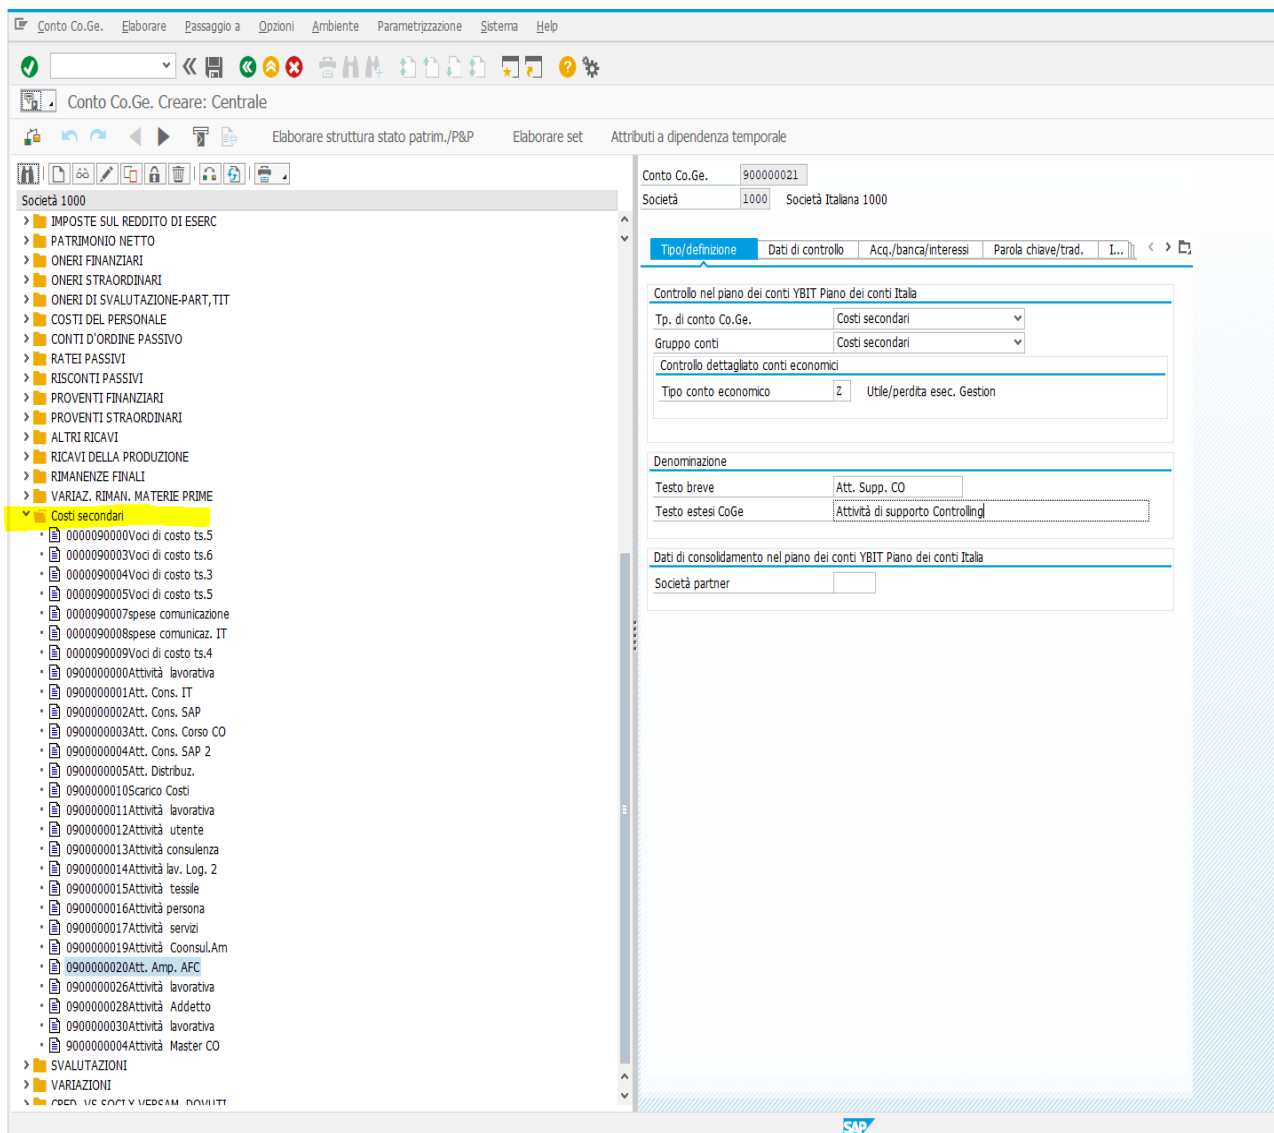 Conto Co.Ge. Elaborare Passaggio a Opzioni Ambiente Parametrizzazione Sistema Help
Conto Co.Ge. Creare: Centrale
Elaborare struttura stato patrim./P&P Elaborare set Attributi a dipendenza temporale
Società 1000
IMPOSTE SUL REDDITO DI ESERC
PATRIMONIO NETTO
ONERI FINANZIARI
ONERI STRAORDINARI
ONERI DI SVALUTAZIONE-PART,TIT
COSTI DEL PERSONALE
CONTI D'ORDINE PASSIVO
RATEI PASSIVI
RISCONTI PASSIVI
PROVENTI FINANZIARI
PROVENTI STRAORDINARI
ALTRI RICAVI
RICAVI DELLA PRODUZIONE
RIMANENZE FINALI
VARIAZ. RIMAN. MATERIE PRIME
Costi secondari
0000090000Voci di costo ts.5
0000090003Voci di costo ts.6
0000090004Voci di costo ts.3
0000090005Voci di costo ts.5
0000090007spese comunicazione
0000090008spese comunicaz. IT
0000090009Voci di costo ts.4
0900000000Attività lavorativa
0900000001Att. Cons. IT
0900000002Att. Cons. SAP
0900000003Att. Cons. Corso CO
0900000004Att. Cons. SAP 2
0900000005Att. Distribuz.
0900000010Scarico Costi
0900000011Attività lavorativa
0900000012Attività utente
0900000013Attività consulenza
0900000014Attività lav. Log. 2
0900000015Attività tessile
0900000016Attività persona
0900000017Attività servizi
0900000019Attività Coonsul.Am
0900000020Att. Amp. AFC
0900000026Attività lavorativa
0900000028Attività Addetto
0900000030Attività lavorativa
9000000004Attività Master CO
SVALUTAZIONI
VARIAZIONI
CRED. VS SOCI X VERSAM. DOVUTI
Conto Co.Ge. 900000021
Società 1000 Società Italiana 1000
Tipo/definizione Dati di controllo Acq./banca/interessi Parola chiave/trad. I...
Controllo nel piano dei conti YBIT Piano dei conti Italia
Tp. di conto Co.Ge. Costi secondari
Gruppo conti Costi secondari
Controllo dettagliato conti economici
Tipo conto economico Z Utile/perdita esec. Gestion
Denominazione
Testo breve Att. Supp. CO
Testo estesi CoGe Attività di supporto Controlling
Dati di consolidamento nel piano dei conti YBIT Piano dei conti Italia
Società partner
SAP